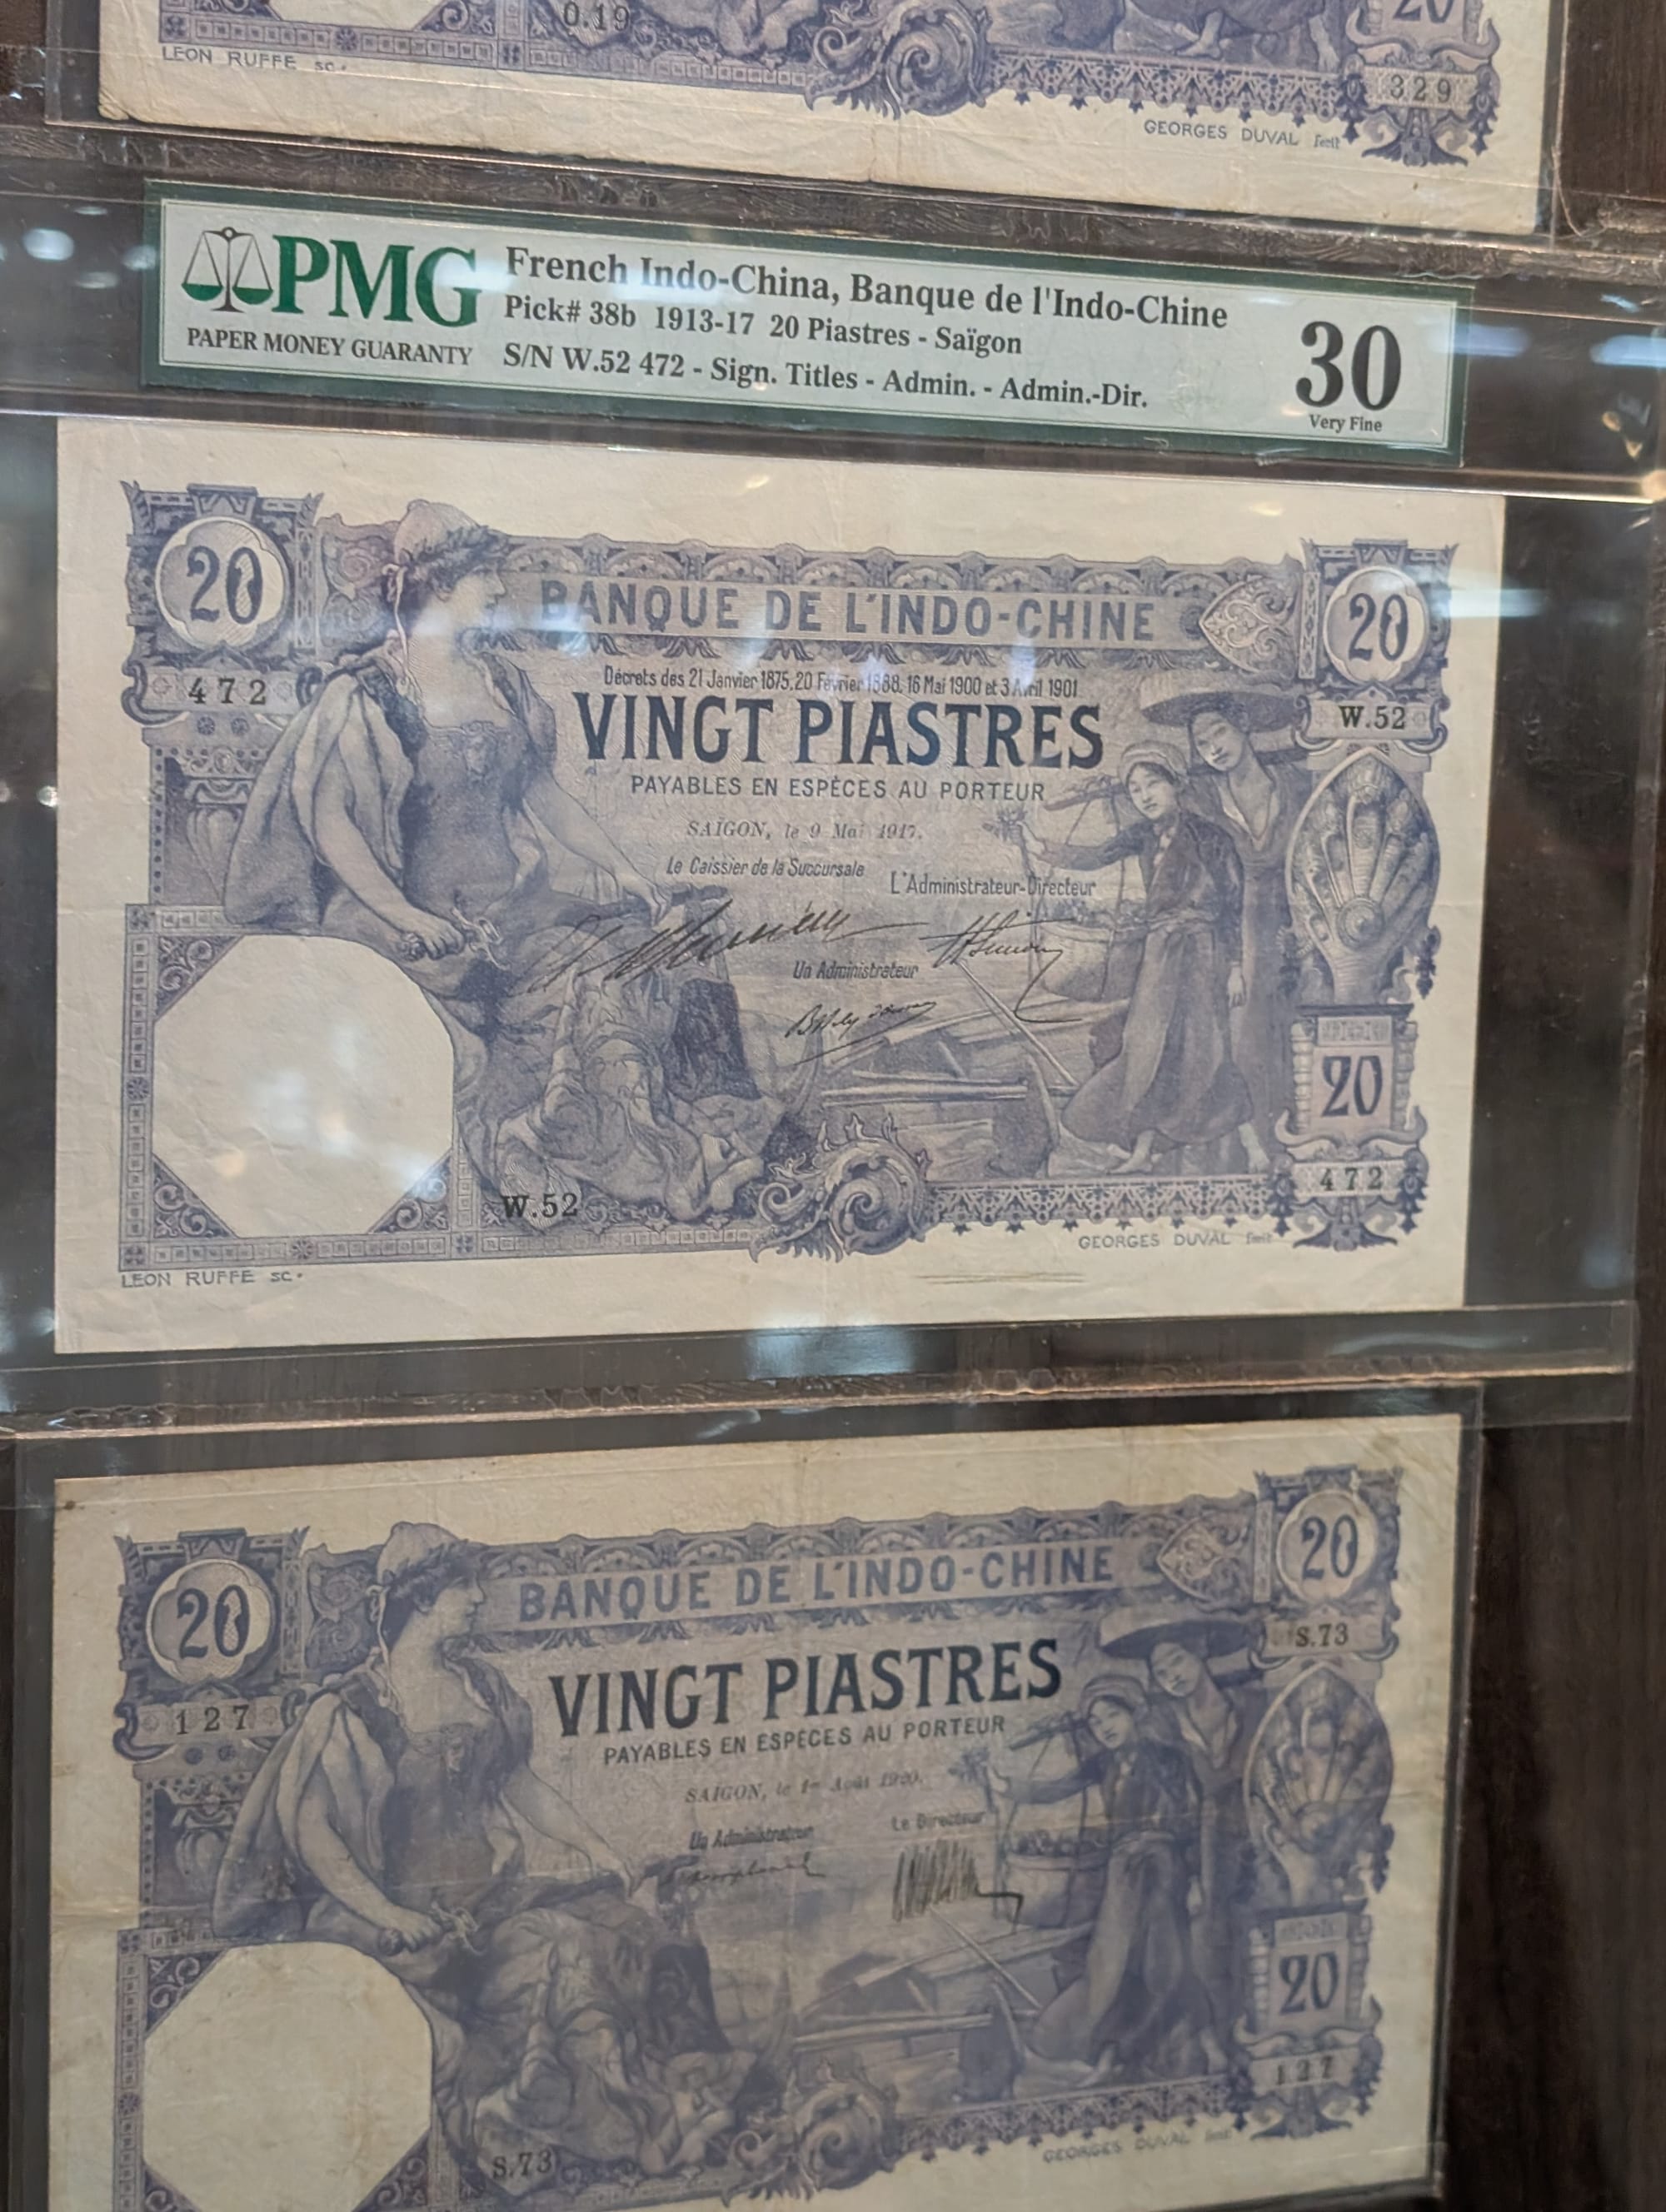 0.19
20
LEON RUFFE sc.
329
GEORGES DUVAL fecit
PMG
PAPER MONEY GUARANTY
French Indo-China, Banque de l'Indo-Chine
Pick# 38b 1913-17 20 Piastres - Saïgon
S/N W.52 472 - Sign. Titles - Admin. - Admin.-Dir.
30
Very Fine
20
BANQUE DE L'INDO-CHINE
20
472
Décrets des 21 Janvier 1875, 20 Février 1888, 16 Mai 1900 et 3 Avril 1901
W.52
VINGT PIASTRES
PAYABLES EN ESPÈCES AU PORTEUR
SAÏGON, le 9 Mai 1917.
Le Caissier de la Succursale
L'Administrateur-Directeur
Un Administrateur
20
472
W.52
GEORGES DUVAL fecit
LEON RUFFE sc.
20
BANQUE DE L'INDO-CHINE
20
S.73
127
VINGT PIASTRES
PAYABLES EN ESPÈCES AU PORTEUR
SAÏGON, le 1er Août 1920.
Un Administrateur
Le Directeur
20
127
S.73
GEORGES DUVAL fecit